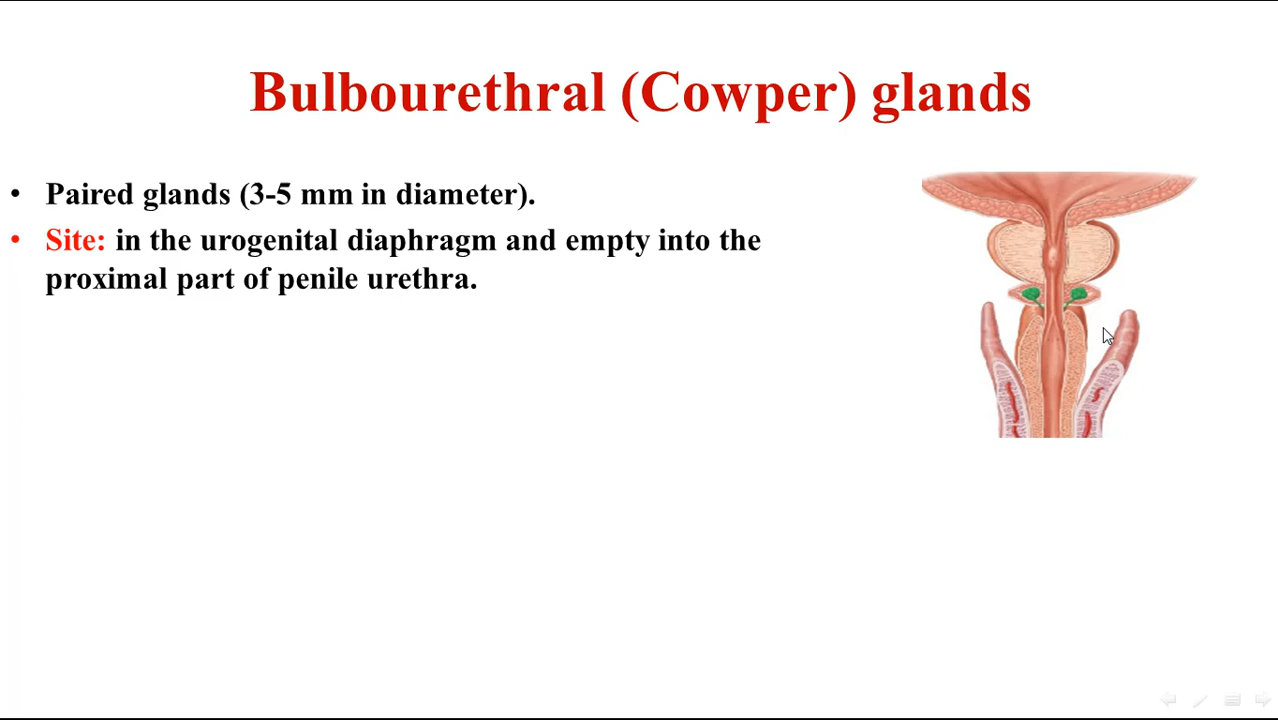 Bulbourethral (Cowper) glands
• Paired glands (3-5 mm in diameter).
• Site: in the urogenital diaphragm and empty into the
proximal part of penile urethra.